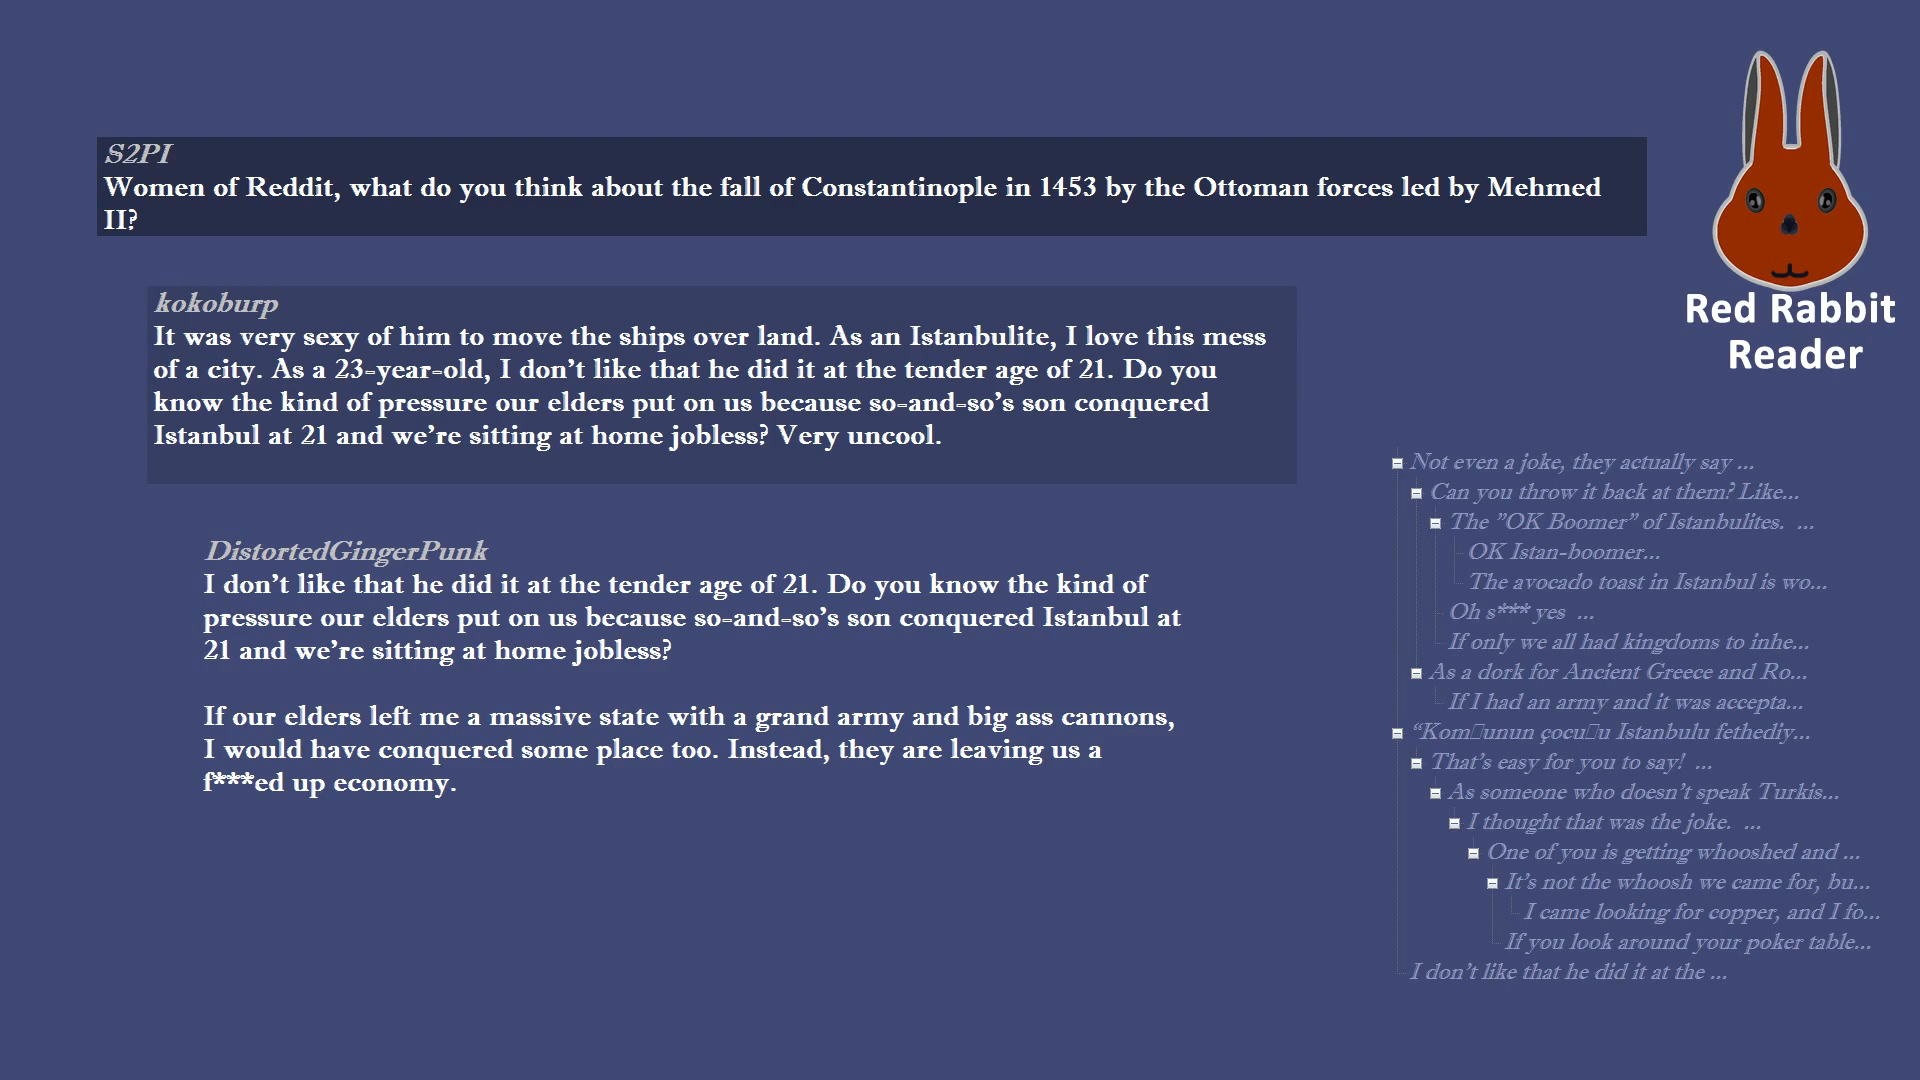 S2PI
Women of Reddit, what do you think about the fall of Constantinople in 1453 by the Ottoman forces led by Mehmed
II?
kokoburp
It was very sexy of him to move the ships over land. As an Istanbulite, I love this mess
of a city. As a 23-year-old, I don't like that he did it at the tender age of 21. Do you
know the kind of pressure our elders put on us because so-and-so's son conquered
Istanbul at 21 and we're sitting at home jobless? Very uncool.
DistortedGingerPunk
I don't like that he did it at the tender age of 21. Do you know the kind of
pressure our elders put on us because so-and-so's son conquered Istanbul at
21 and we're sitting at home jobless?
If our elders left me a massive state with a grand army and big ass cannons,
I would have conquered some place too. Instead, they are leaving us a
f***ed up economy.
Red Rabbit
Reader
Not even a joke, they actually say ...
Can you throw it back at them? Like...
The "OK Boomer" of Istanbulites. ...
OK Istan-boomer...
The avocado toast in Istanbul is wo...
Oh s*** yes ...
If only we all had kingdoms to inhe...
As a dork for Ancient Greece and Ro...
If I had an army and it was accepta...
“Kom□unun çocu□u Istanbulu fethediy...
That's easy for you to say! ...
As someone who doesn't speak Turkis...
I thought that was the joke. ...
One of you is getting whooshed and ...
It's not the whoosh we came for, bu...
I came looking for copper, and I fo...
If you look around your poker table...
I don't like that he did it at the ...